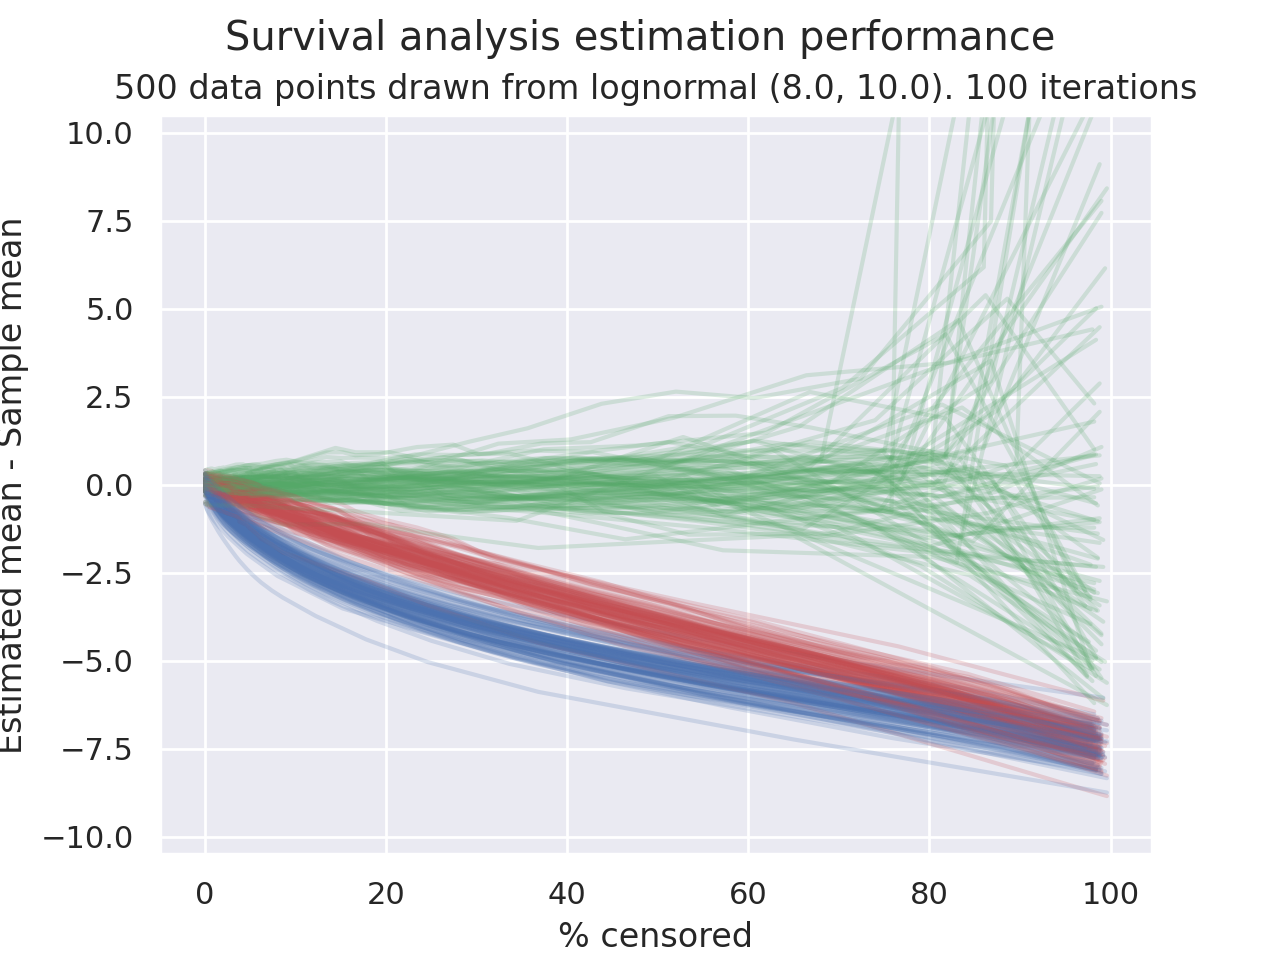 Survival analysis estimation performance
500 data points drawn from lognormal (8.0, 10.0). 100 iterations
Estimated mean - Sample mean
10.0
7.5
5.0
2.5
0.0
−2.5
−5.0
−7.5
−10.0
0 20 40 60 80 100
% censored